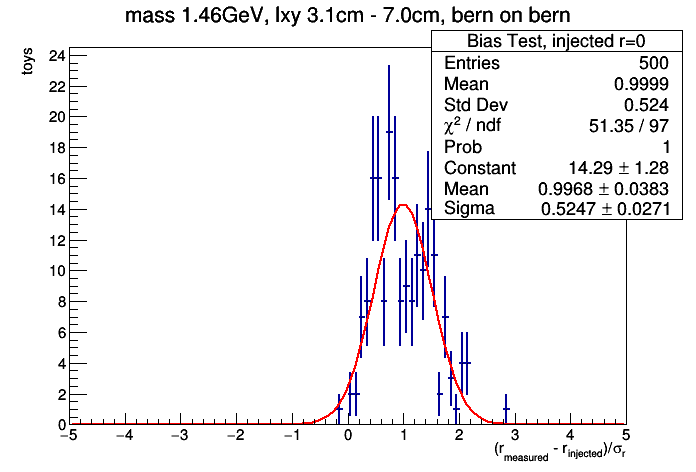 mass 1.46GeV, lxy 3.1cm - 7.0cm, bern on bern
Bias Test, injected r=0
Entries 500
Mean 0.9999
Std Dev 0.524
χ² / ndf 51.35 / 97
Prob 1
Constant 14.29 ± 1.28
Mean 0.9968 ± 0.0383
Sigma 0.5247 ± 0.0271
toys
24
22
20
18
16
14
12
10
8
6
4
2
0
−5 −4 −3 −2 −1 0 1 2 3 4 5
(r_measured - r_injected)/σ_r